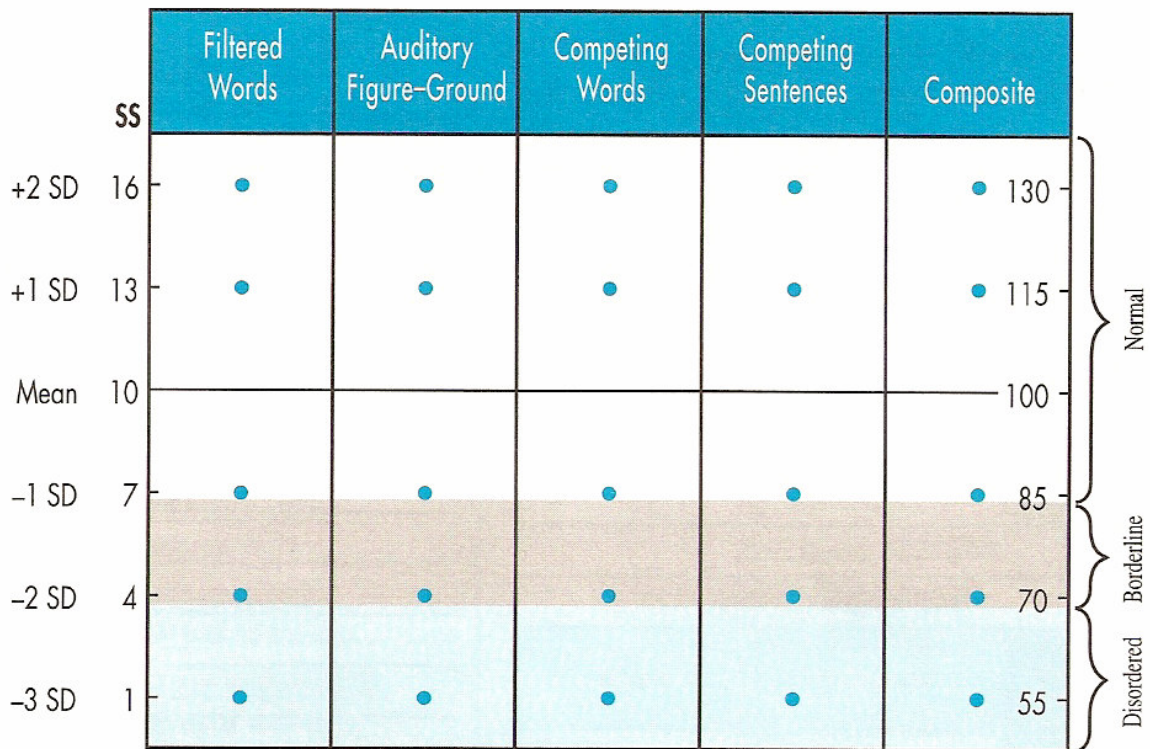 Filtered Words
Auditory Figure–Ground
Competing Words
Competing Sentences
Composite
SS
+2 SD 16 130
+1 SD 13 115
Mean 10 100
–1 SD 7 85
–2 SD 4 70
–3 SD 1 55
Normal
Borderline
Disordered